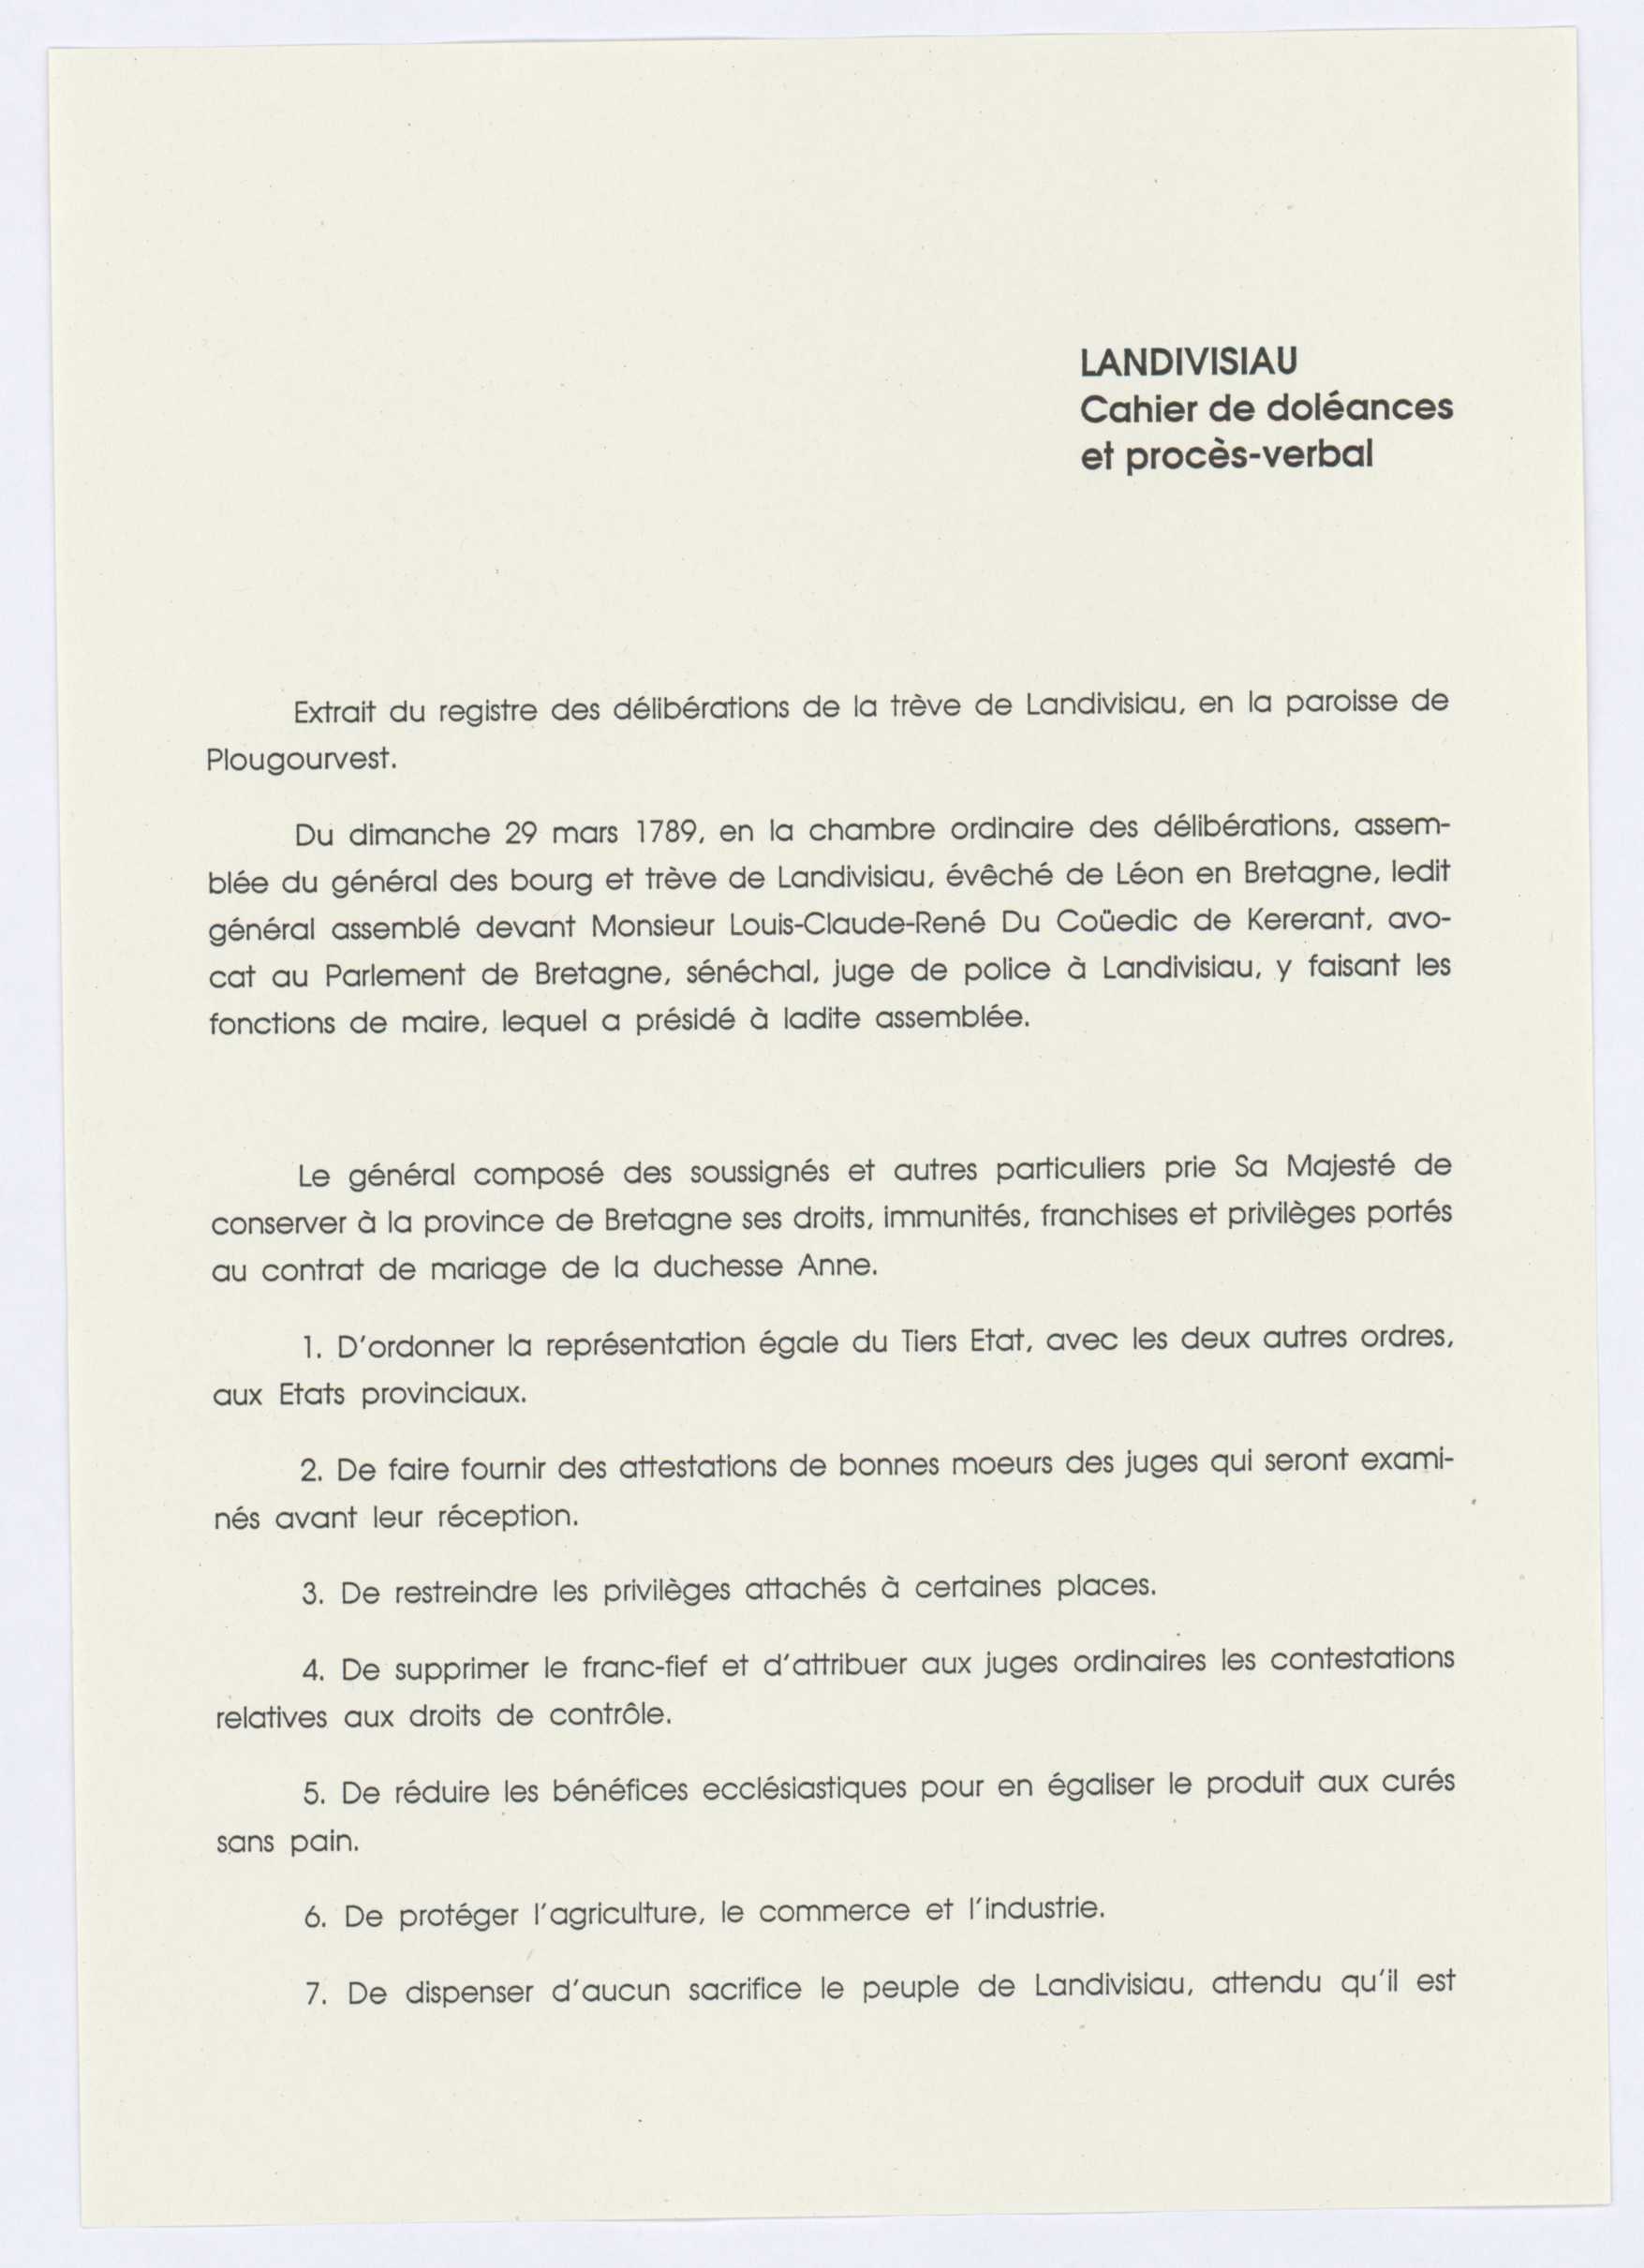 LANDIVISIAU
Cahier de doléances
et procès-verbal
Extrait du registre des délibérations de la trève de Landivisiau, en la paroisse de
Plougourvest.
Du dimanche 29 mars 1789, en la chambre ordinaire des délibérations, assem-
blée du général des bourg et trève de Landivisiau, évêché de Léon en Bretagne, ledit
général assemblé devant Monsieur Louis-Claude-René Du Coüedic de Kererant, avo-
cat au Parlement de Bretagne, sénéchal, juge de police à Landivisiau, y faisant les
fonctions de maire, lequel a présidé à ladite assemblée.
Le général composé des soussignés et autres particuliers prie Sa Majesté de
conserver à la province de Bretagne ses droits, immunités, franchises et privilèges portés
au contrat de mariage de la duchesse Anne.
1. D'ordonner la représentation égale du Tiers Etat, avec les deux autres ordres,
aux Etats provinciaux.
2. De faire fournir des attestations de bonnes moeurs des juges qui seront exami-
nés avant leur réception.
3. De restreindre les privilèges attachés à certaines places.
4. De supprimer le franc-fief et d'attribuer aux juges ordinaires les contestations
relatives aux droits de contrôle.
5. De réduire les bénéfices ecclésiastiques pour en égaliser le produit aux curés
sans pain.
6. De protéger l'agriculture, le commerce et l'industrie.
7. De dispenser d'aucun sacrifice le peuple de Landivisiau, attendu qu'il est